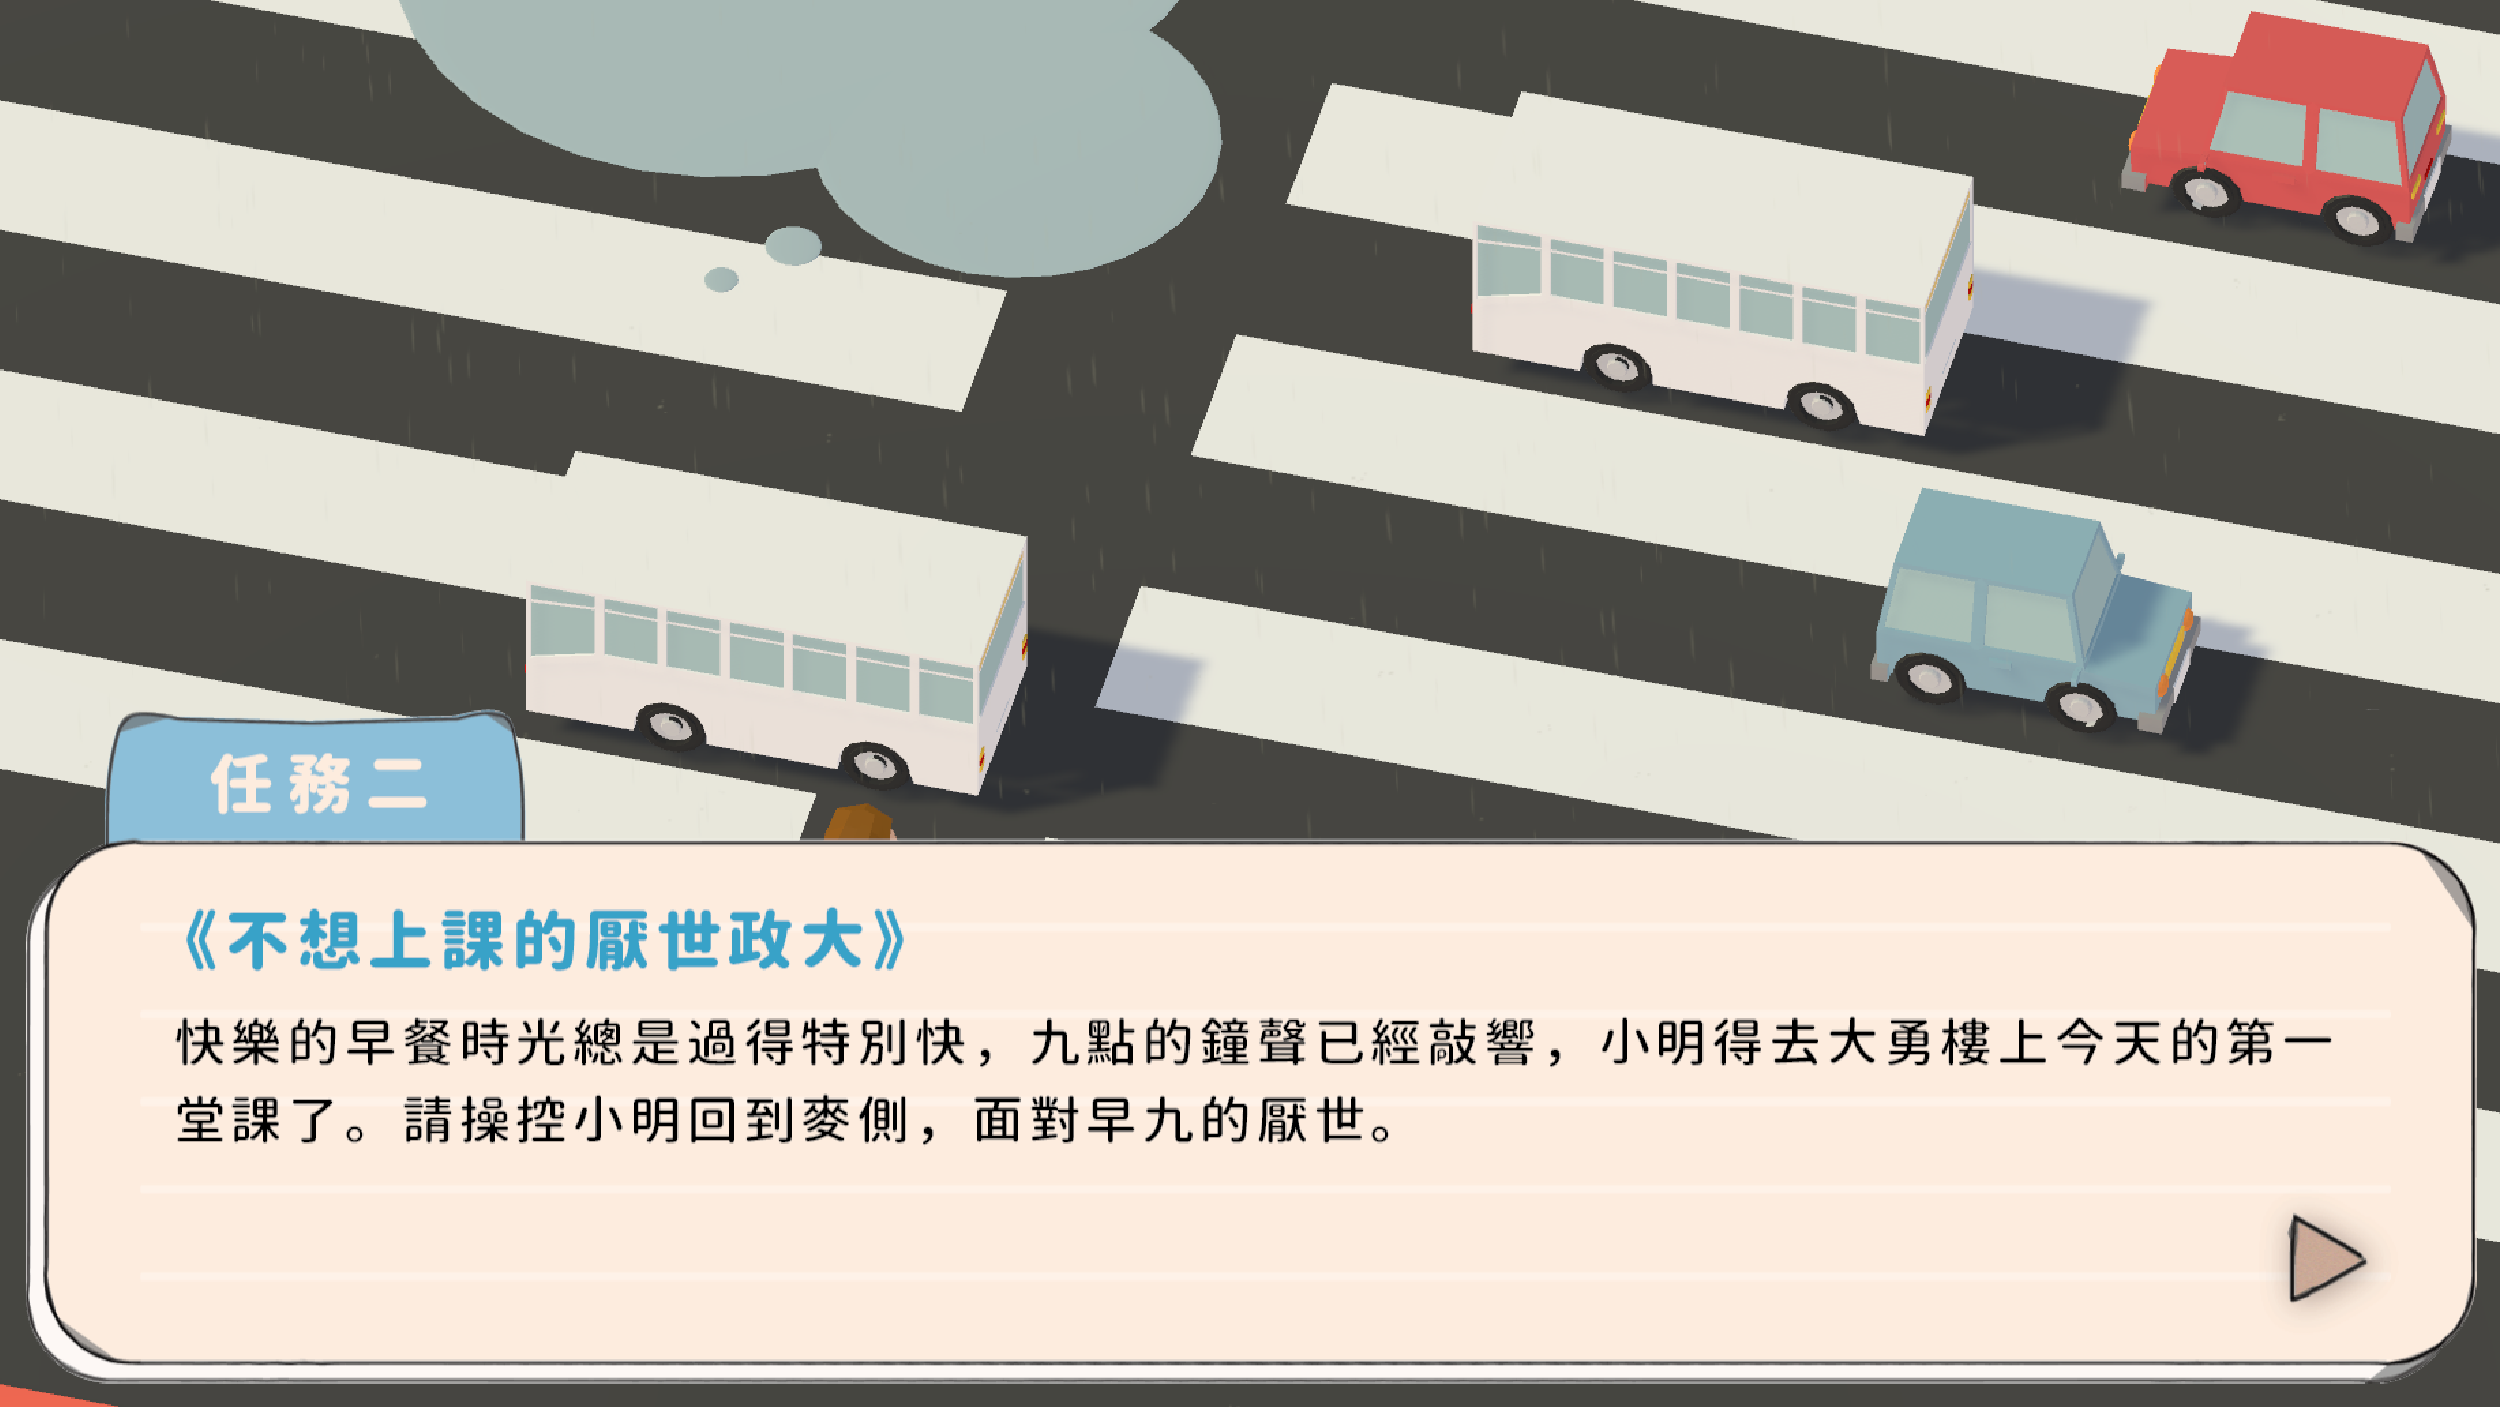 任務二
《不想上課的厭世政大》
快樂的早餐時光總是過得特別快，九點的鐘聲已經敲響，小明得去大勇樓上今天的第一
堂課了。請操控小明回到麥側，面對早九的厭世。